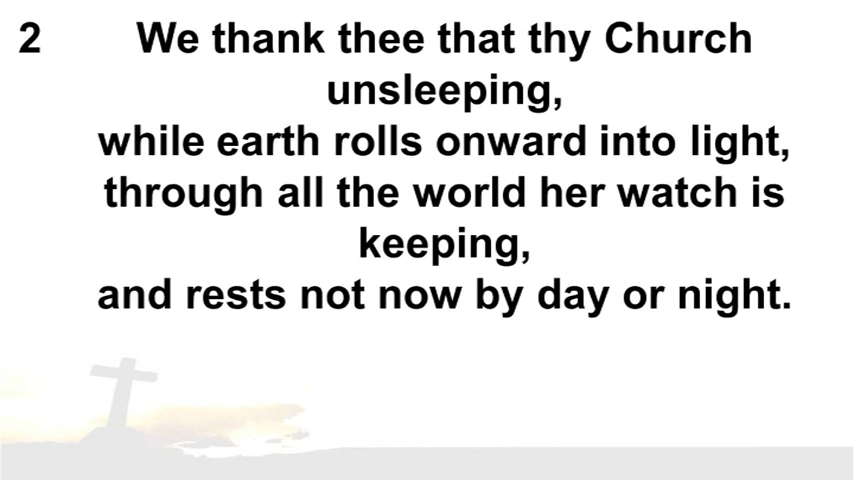 2 We thank thee that thy Church
unsleeping,
while earth rolls onward into light,
through all the world her watch is
keeping,
and rests not now by day or night.